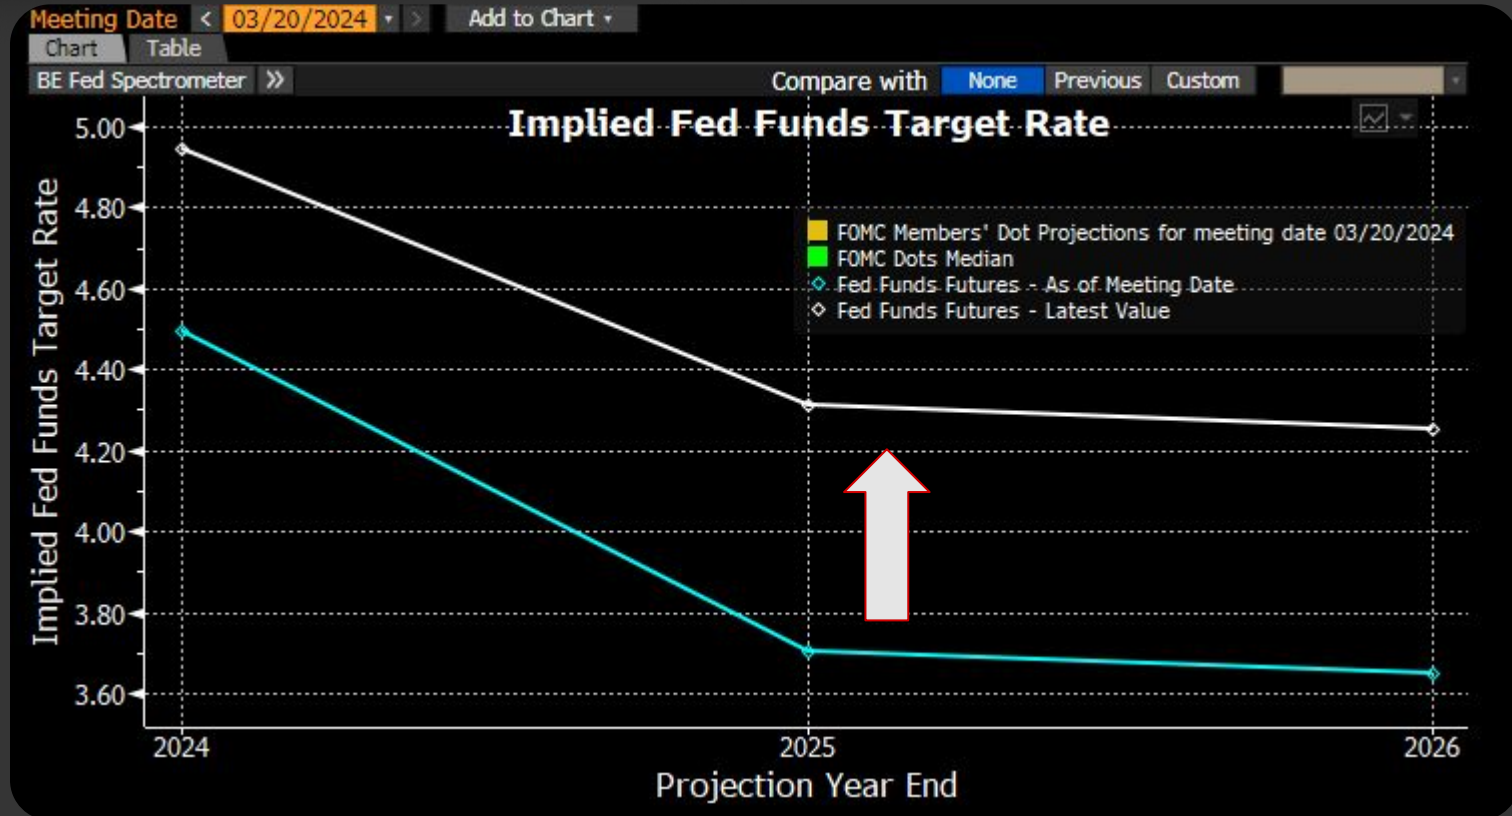 Meeting Date < 03/20/2024 > Add to Chart
Chart Table
BE Fed Spectrometer >> Compare with None Previous Custom
Implied Fed Funds Target Rate
Implied Fed Funds Target Rate
5.00
4.80
4.60
4.40
4.20
4.00
3.80
3.60
FOMC Members' Dot Projections for meeting date 03/20/2024
FOMC Dots Median
Fed Funds Futures - As of Meeting Date
Fed Funds Futures - Latest Value
2024 2025 2026
Projection Year End